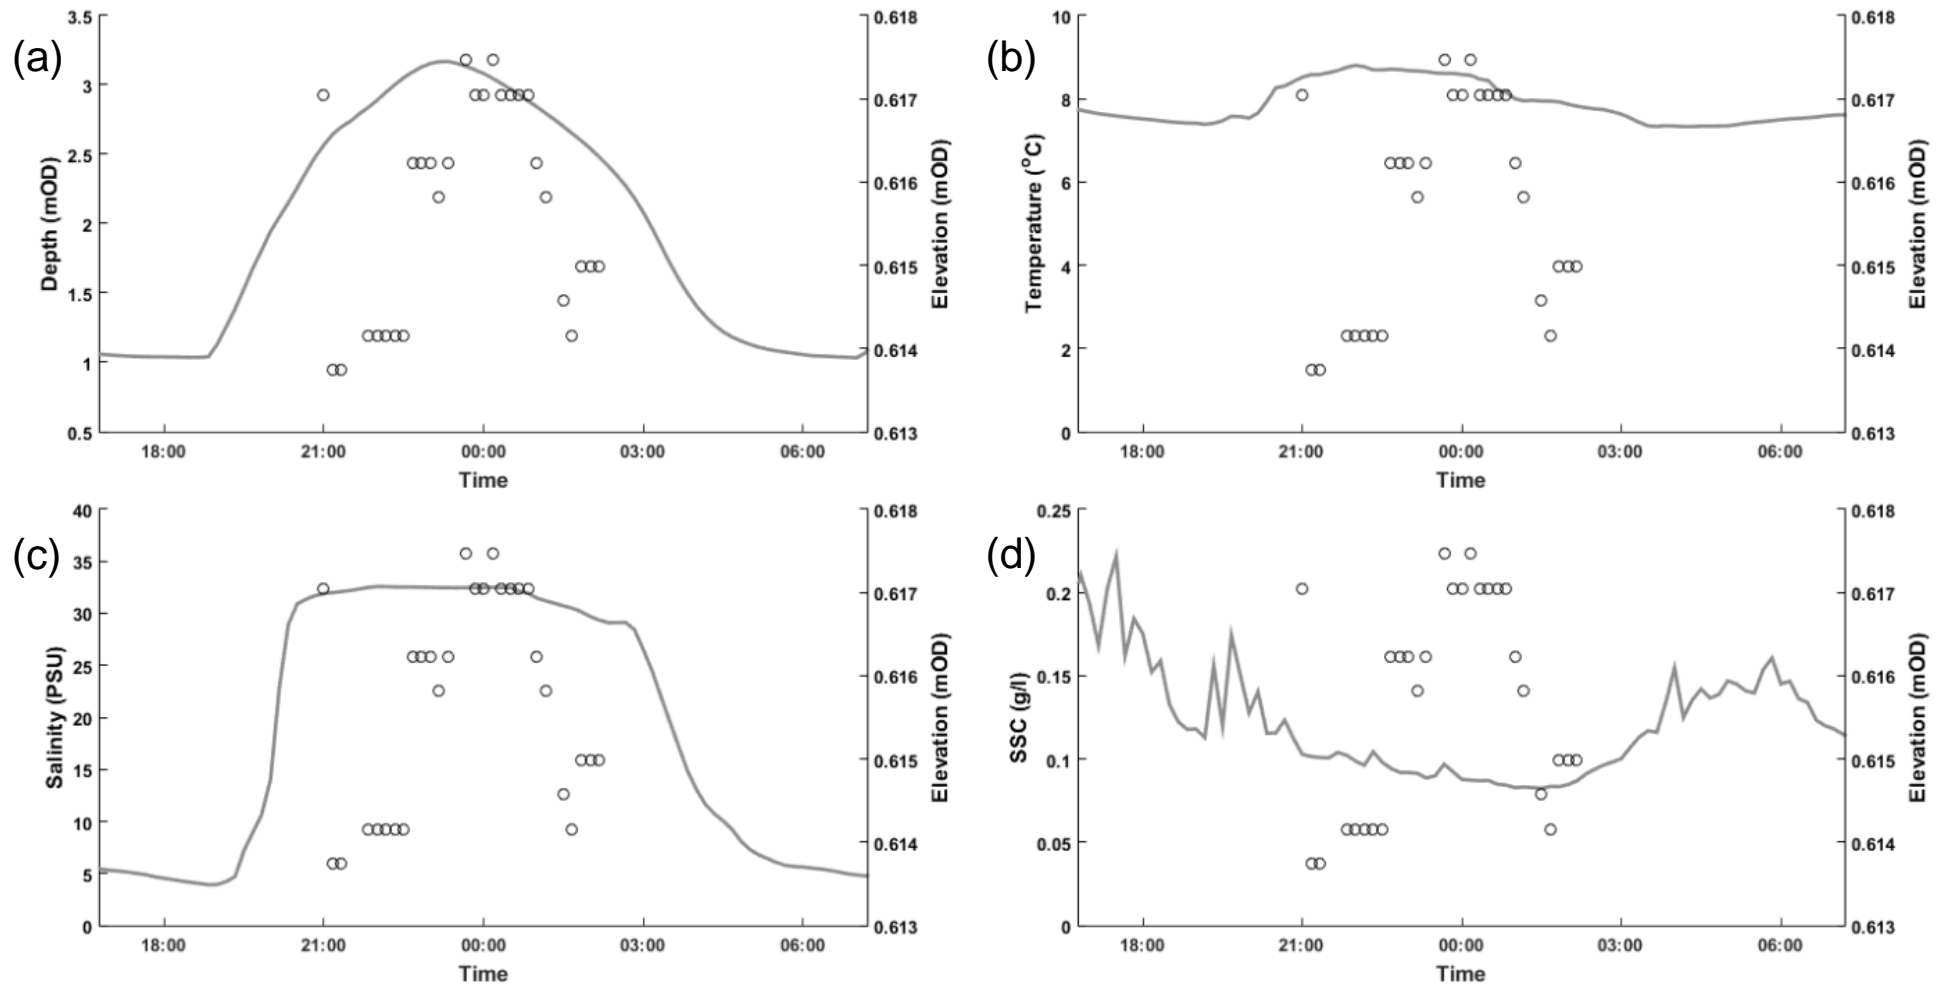 (a)
3.5
3
2.5
2
1.5
1
0.5
Depth (mOD)
0.618
0.617
0.616
0.615
0.614
0.613
Elevation (mOD)
18:00 21:00 00:00 03:00 06:00
Time
(b)
10
8
6
4
2
0
Temperature (°C)
0.618
0.617
0.616
0.615
0.614
0.613
Elevation (mOD)
18:00 21:00 00:00 03:00 06:00
Time
(c)
40
35
30
25
20
15
10
5
0
Salinity (PSU)
0.618
0.617
0.616
0.615
0.614
0.613
Elevation (mOD)
18:00 21:00 00:00 03:00 06:00
Time
(d)
0.25
0.2
0.15
0.1
0.05
0
SSC (g/l)
0.618
0.617
0.616
0.615
0.614
0.613
Elevation (mOD)
18:00 21:00 00:00 03:00 06:00
Time